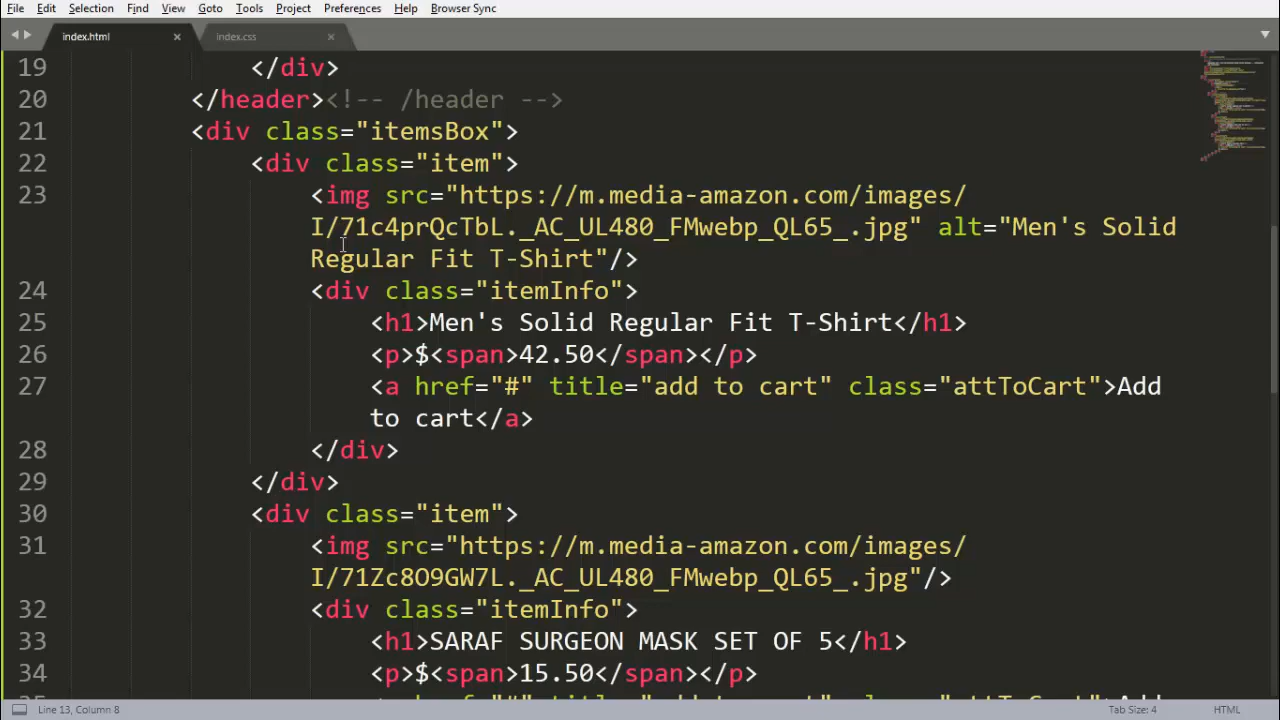 File Edit Selection Find View Goto Tools Project Preferences Help Browser Sync
index.html × index.css ×
19 </div>
20 </header><!-- /header -->
21 <div class="itemsBox">
22 <div class="item">
23 <img src="https://m.media-amazon.com/images/
I/71c4prQcTbL._AC_UL480_FMwebp_QL65_.jpg" alt="Men's Solid
Regular Fit T-Shirt"/>
24 <div class="itemInfo">
25 <h1>Men's Solid Regular Fit T-Shirt</h1>
26 <p>$<span>42.50</span></p>
27 <a href="#" title="add to cart" class="attToCart">Add
to cart</a>
28 </div>
29 </div>
30 <div class="item">
31 <img src="https://m.media-amazon.com/images/
I/71Zc8O9GW7L._AC_UL480_FMwebp_QL65_.jpg"/>
32 <div class="itemInfo">
33 <h1>SARAF SURGEON MASK SET OF 5</h1>
34 <p>$<span>15.50</span></p>
Line 13, Column 8 Tab Size: 4 HTML